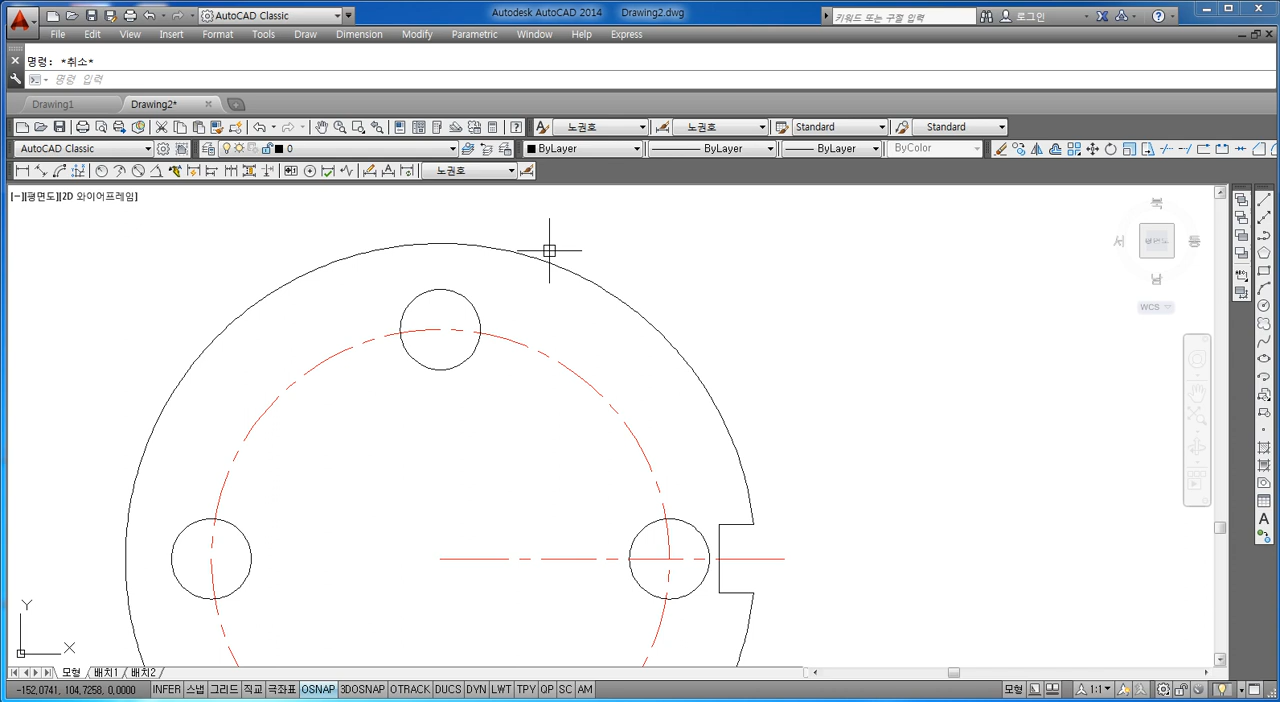 AutoCAD Classic
Autodesk AutoCAD 2014 Drawing2.dwg
키워드 또는 구절 입력
로그인
File Edit View Insert Format Tools Draw Dimension Modify Parametric Window Help Express
명령: *취소*
명령 입력
Drawing1 Drawing2*
노권호 노권호 Standard Standard
AutoCAD Classic 0 ByLayer ByLayer ByLayer ByColor
노권호
[-][평면도][2D 와이어프레임]
북
서 평면도 동
남
WCS
Y
X
모형 배치1 배치2
-152,0741, 104,7258, 0,0000 INFER 스냅 그리드 직교 극좌표 OSNAP 3DOSNAP OTRACK DUCS DYN LWT TPY QP SC AM 모형 1:1